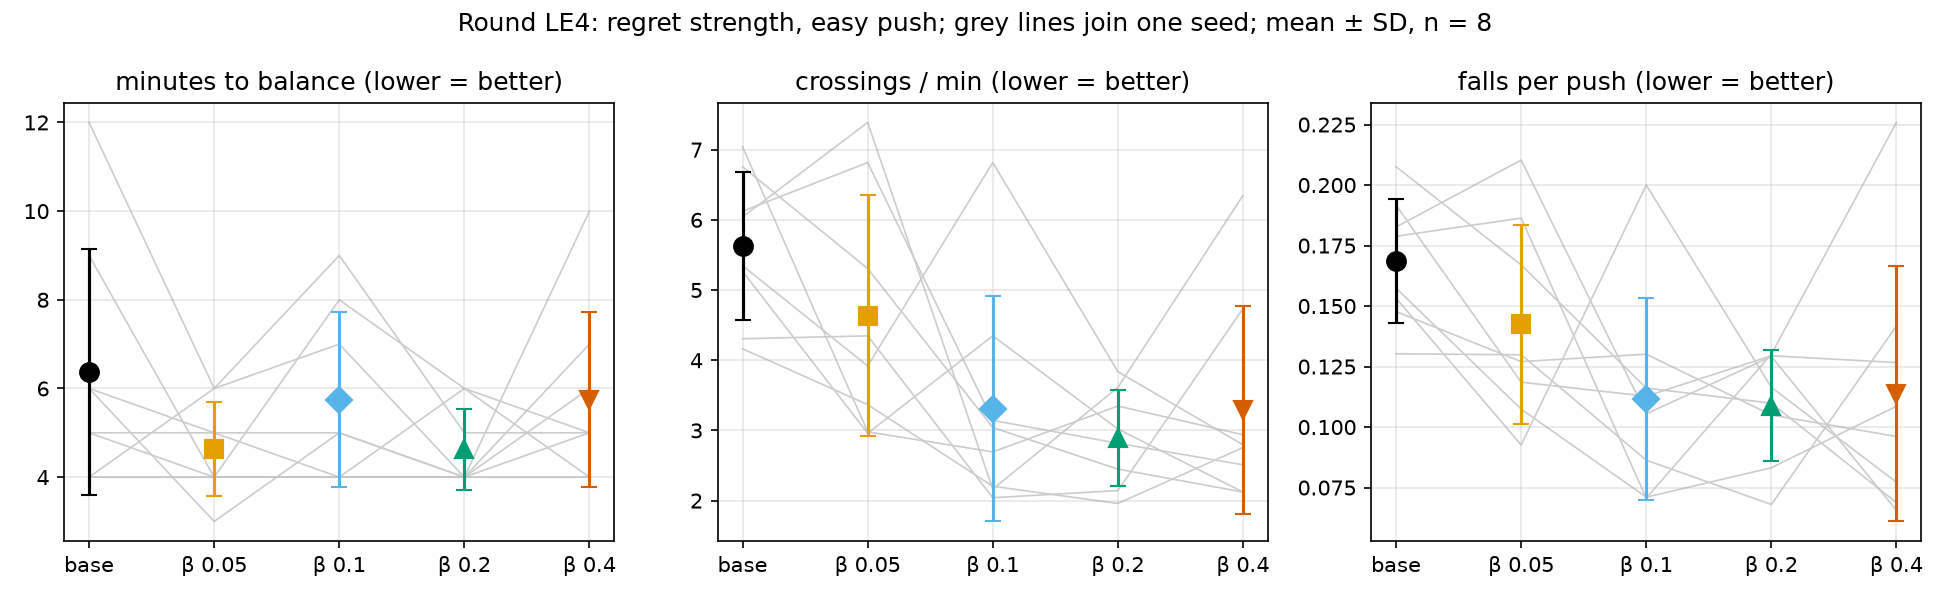 Round LE4: regret strength, easy push; grey lines join one seed; mean ± SD, n = 8
minutes to balance (lower = better)
12
10
8
6
4
base
β 0.05
β 0.1
β 0.2
β 0.4
crossings / min (lower = better)
7
6
5
4
3
2
base
β 0.05
β 0.1
β 0.2
β 0.4
falls per push (lower = better)
0.225
0.200
0.175
0.150
0.125
0.100
0.075
base
β 0.05
β 0.1
β 0.2
β 0.4